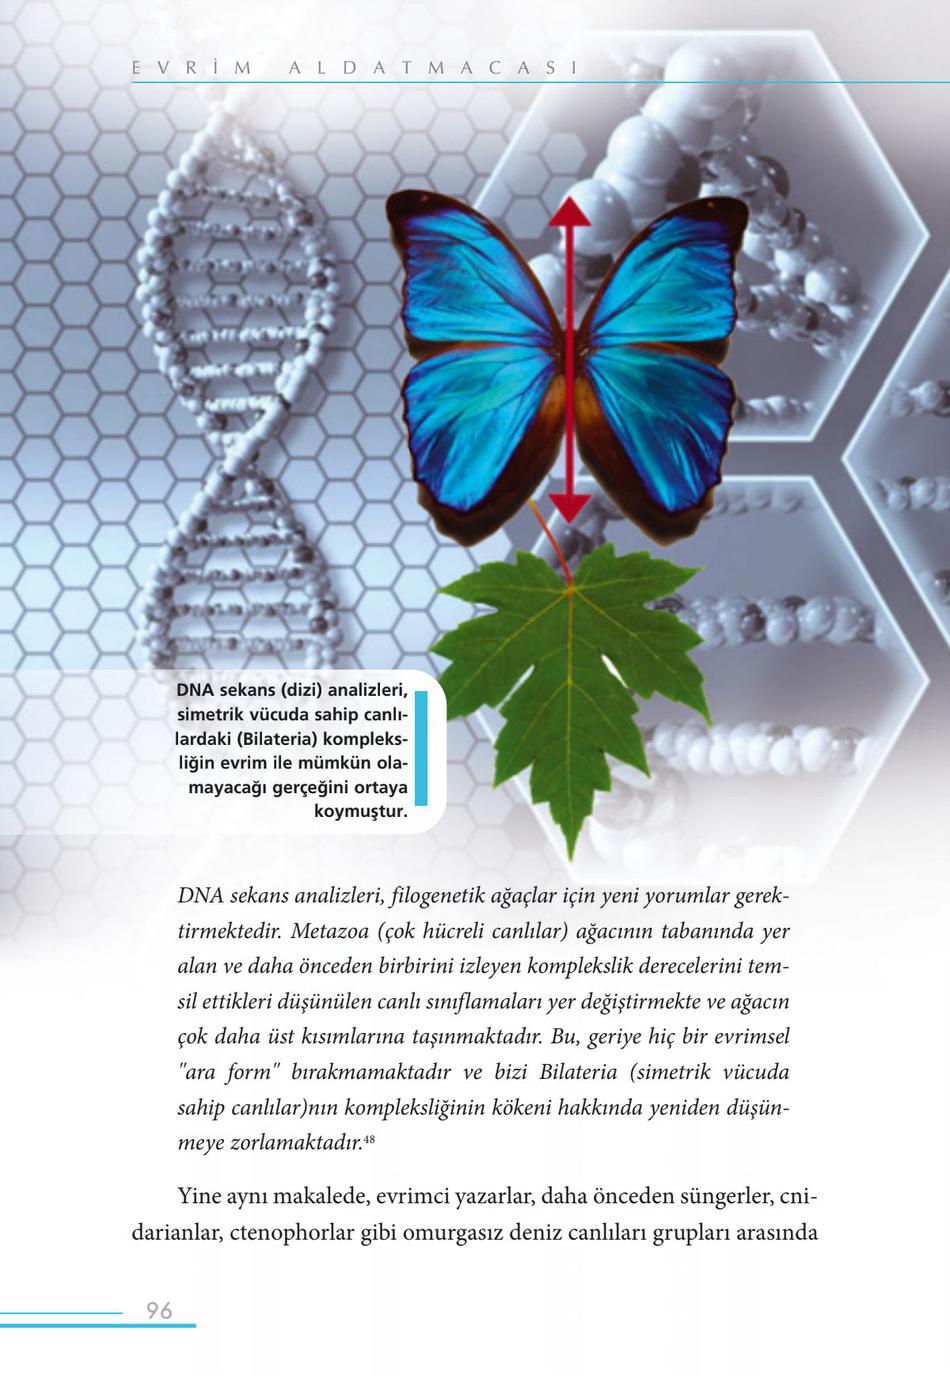 EVRİM ALDATMACASI
DNA sekans (dizi) analizleri,
simetrik vücuda sahip canlı-
lardaki (Bilateria) kompleks-
liğin evrim ile mümkün ola-
mayacağı gerçeğini ortaya
koymuştur.
DNA sekans analizleri, filogenetik ağaçlar için yeni yorumlar gerek-
tirmektedir. Metazoa (çok hücreli canlılar) ağacının tabanında yer
alan ve daha önceden birbirini izleyen komplekslik derecelerini tem-
sil ettikleri düşünülen canlı sınıflamaları yer değiştirmekte ve ağacın
çok daha üst kısımlarına taşınmaktadır. Bu, geriye hiç bir evrimsel
"ara form" bırakmamaktadır ve bizi Bilateria (simetrik vücuda
sahip canlılar)nın kompleksliğinin kökeni hakkında yeniden düşün-
meye zorlamaktadır.48
Yine aynı makalede, evrimci yazarlar, daha önceden süngerler, cni-
darianlar, ctenophorlar gibi omurgasız deniz canlıları grupları arasında
96